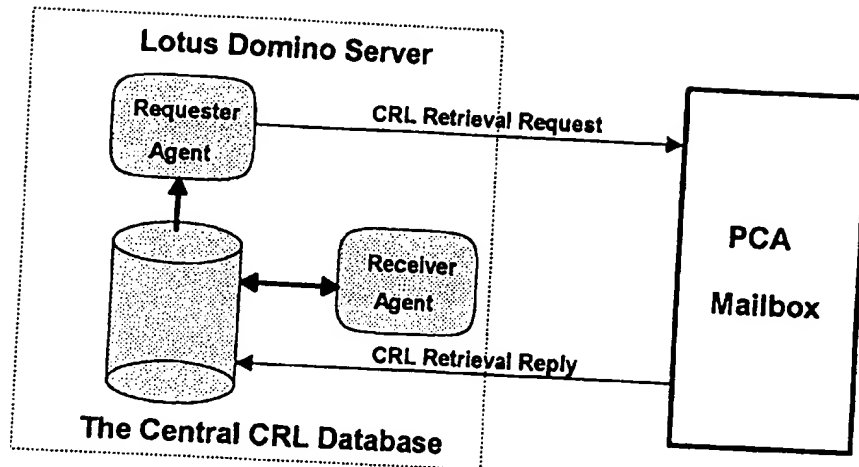 Lotus Domino Server
Requester
Agent
CRL Retrieval Request
PCA
Mailbox
Receiver
Agent
CRL Retrieval Reply
The Central CRL Database